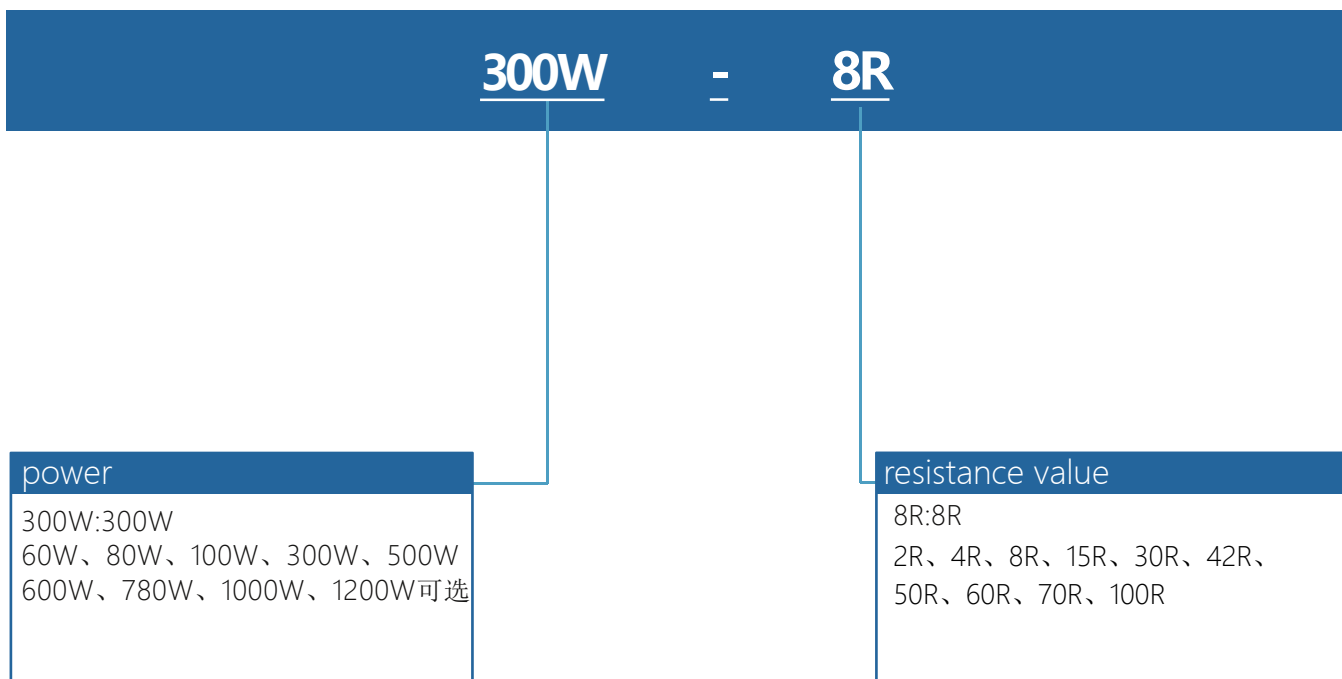 300W - 8R
power
300W:300W
60W、80W、100W、300W、500W
600W、780W、1000W、1200W可选
resistance value
8R:8R
2R、4R、8R、15R、30R、42R、
50R、60R、70R、100R